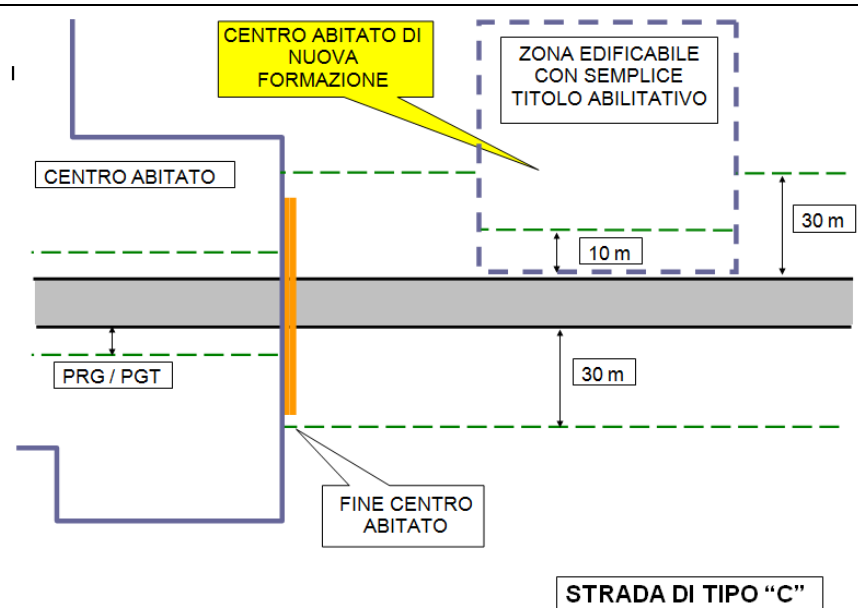 CENTRO ABITATO DI
NUOVA
FORMAZIONE
ZONA EDIFICABILE
CON SEMPLICE
TITOLO ABILITATIVO
I
CENTRO ABITATO
30 m
10 m
PRG / PGT
30 m
FINE CENTRO
ABITATO
STRADA DI TIPO “C”